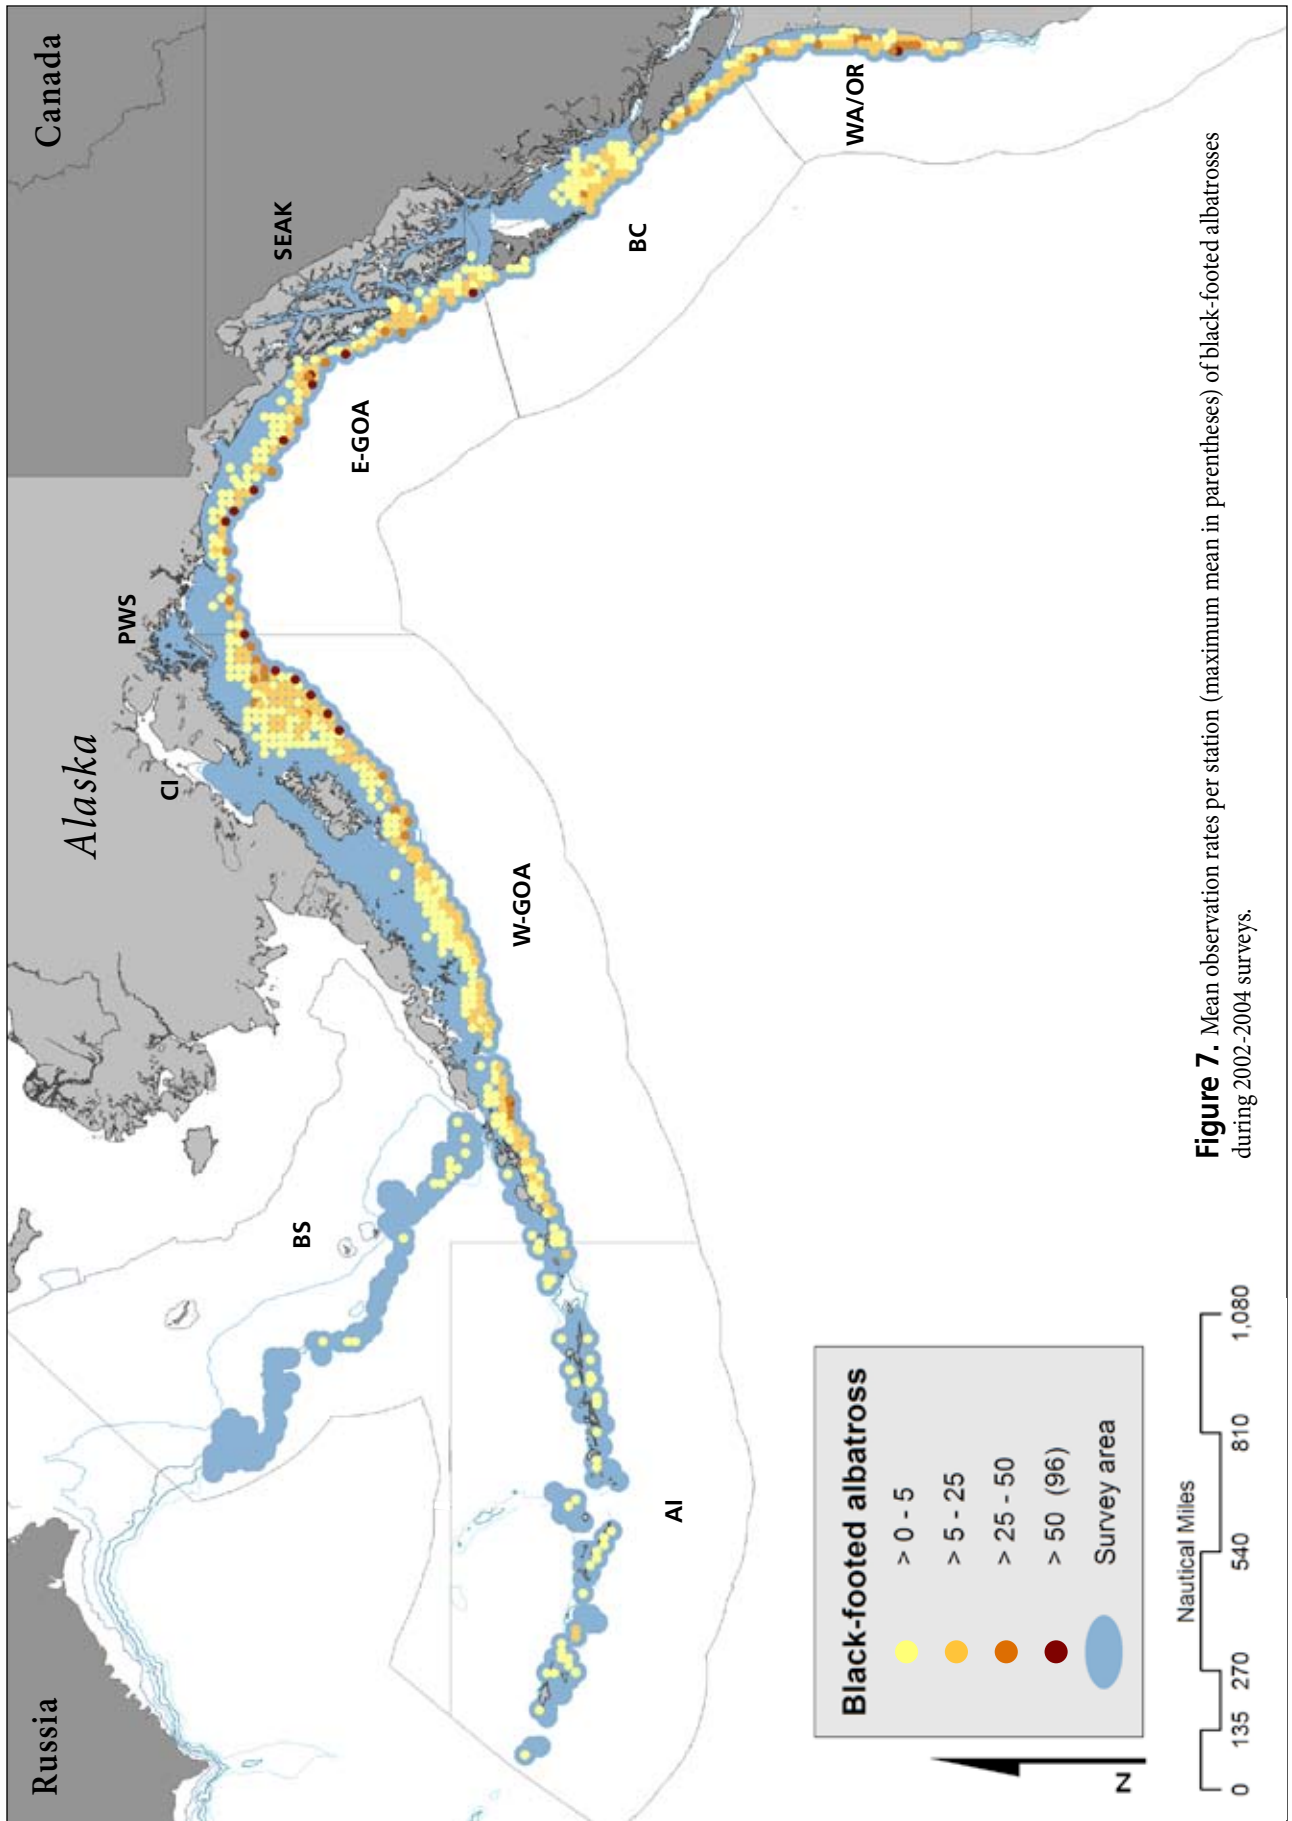 Russia
Alaska
Canada
CI
PWS
SEAK
BS
E-GOA
W-GOA
AI
BC
WA/OR
Black-footed albatross
> 0 - 5
> 5 - 25
> 25 - 50
> 50 (96)
Survey area
N
Nautical Miles
0 135 270 540 810 1,080
Figure 7. Mean observation rates per station (maximum mean in parentheses) of black-footed albatrosses
during 2002-2004 surveys.